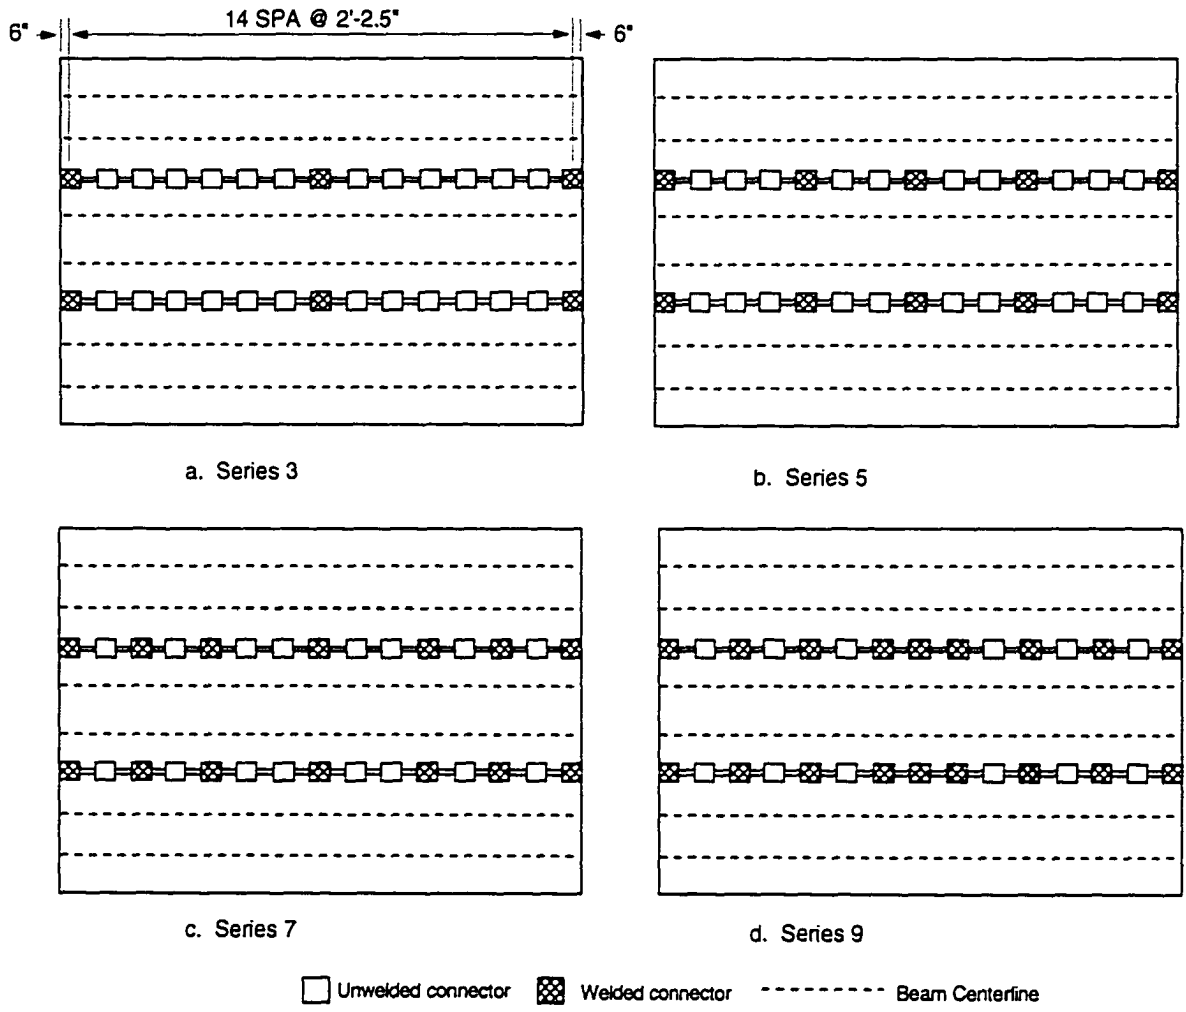 14 SPA @ 2'-2.5"
6"
6"
a. Series 3
b. Series 5
c. Series 7
d. Series 9
Unwelded connector
Welded connector
Beam Centerline